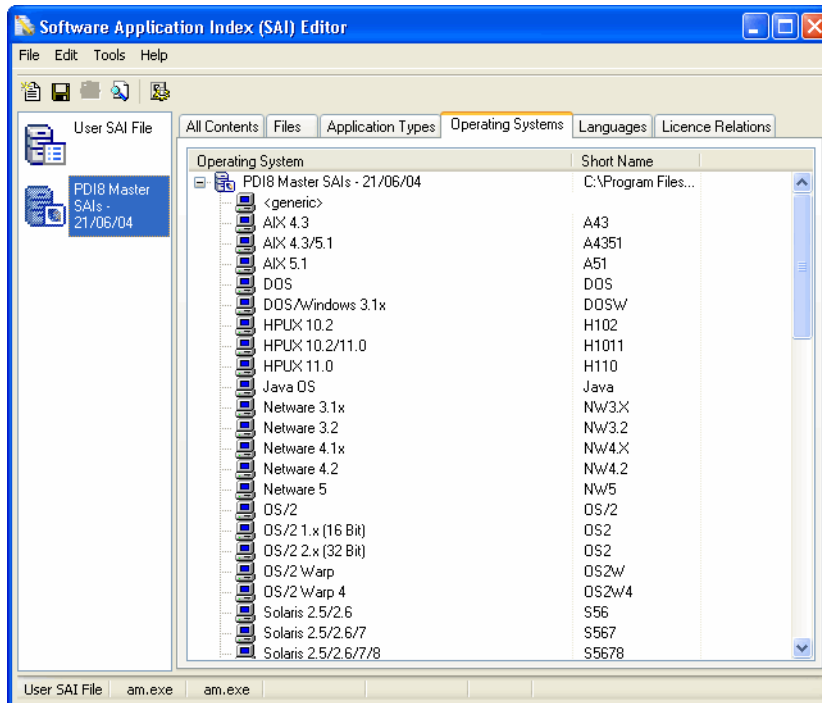 Software Application Index (SAI) Editor
File Edit Tools Help
User SAI File
PDI8 Master
SAIs -
21/06/04
All Contents Files Application Types Operating Systems Languages Licence Relations
Operating System Short Name
PDI8 Master SAIs - 21/06/04 C:\Program Files...
<generic>
AIX 4.3 A43
AIX 4.3/5.1 A4351
AIX 5.1 A51
DOS DOS
DOS/Windows 3.1x DOSW
HPUX 10.2 H102
HPUX 10.2/11.0 H1011
HPUX 11.0 H110
Java OS Java
Netware 3.1x NW3.X
Netware 3.2 NW3.2
Netware 4.1x NW4.X
Netware 4.2 NW4.2
Netware 5 NW5
OS/2 OS/2
OS/2 1.x (16 Bit) OS2
OS/2 2.x (32 Bit) OS2
OS/2 Warp OS2W
OS/2 Warp 4 OS2W4
Solaris 2.5/2.6 S56
Solaris 2.5/2.6/7 S567
Solaris 2.5/2.6/7/8 S5678
User SAI File am.exe am.exe